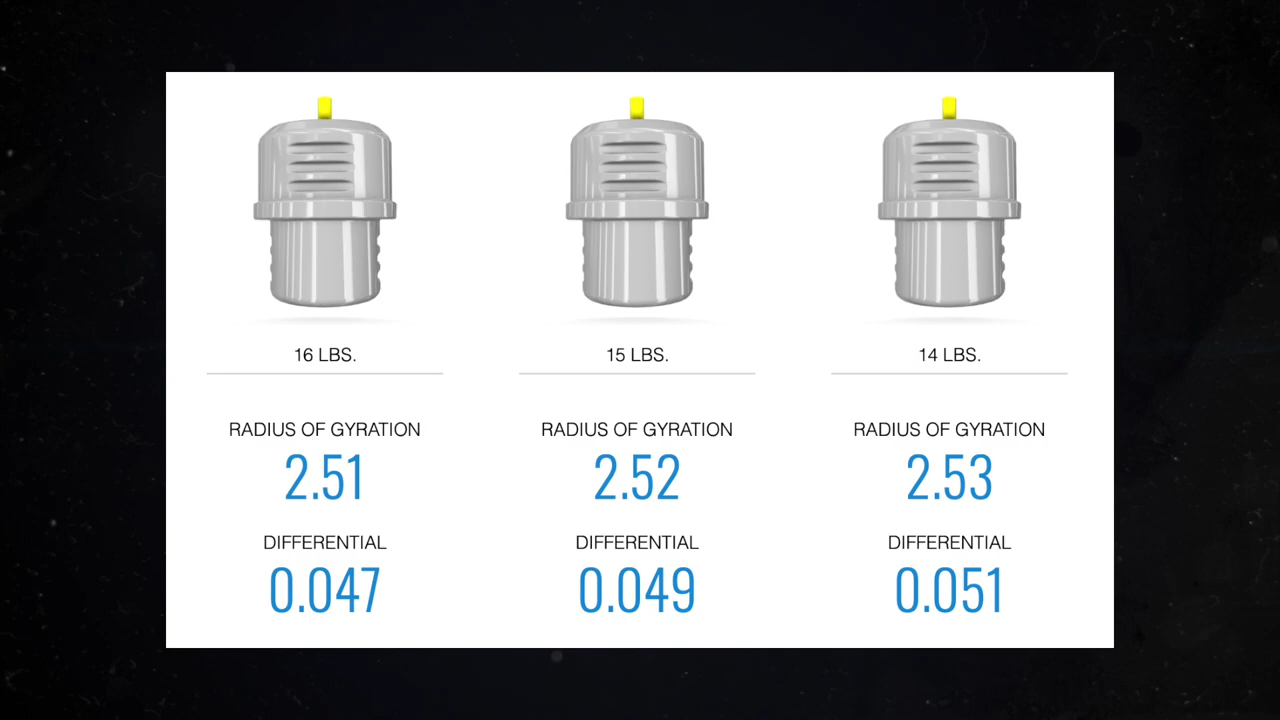 16 LBS.
RADIUS OF GYRATION
2.51
DIFFERENTIAL
0.047
15 LBS.
RADIUS OF GYRATION
2.52
DIFFERENTIAL
0.049
14 LBS.
RADIUS OF GYRATION
2.53
DIFFERENTIAL
0.051